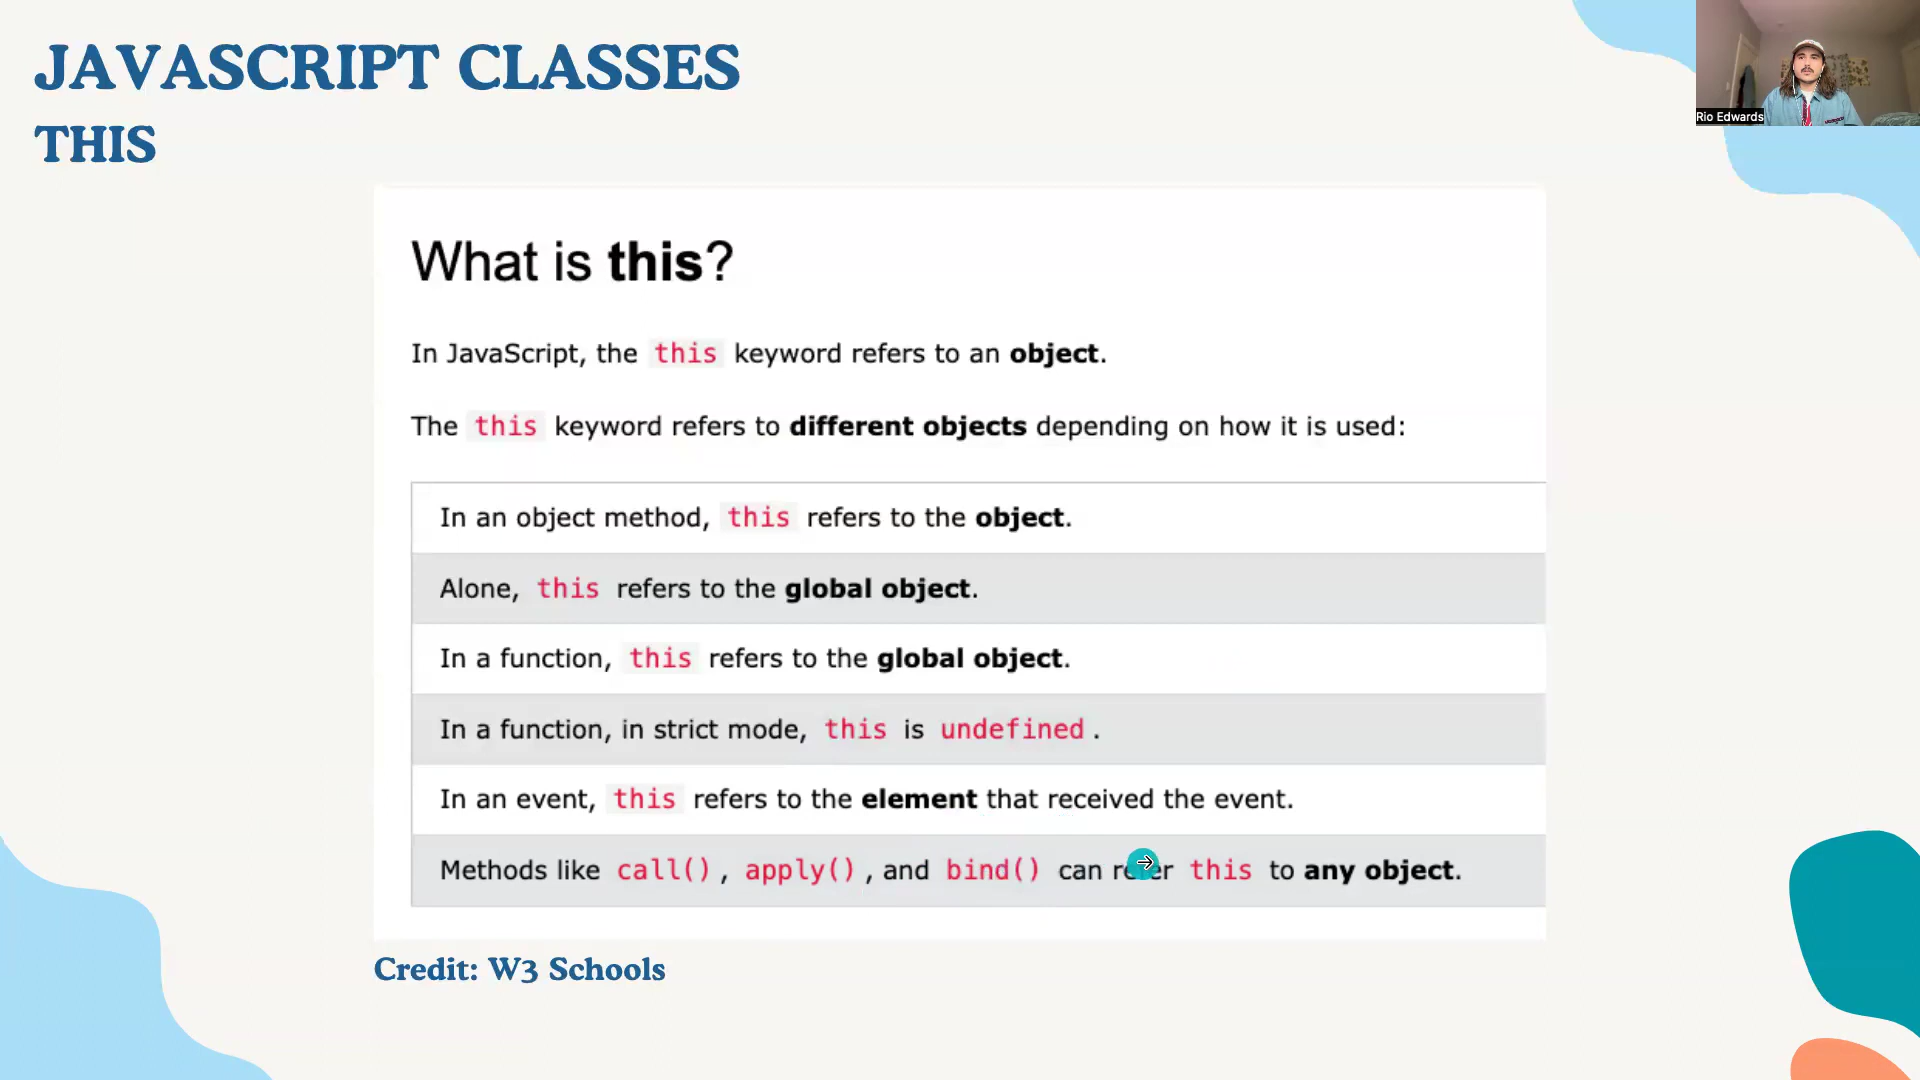 JAVASCRIPT CLASSES
THIS
Rio Edwards
What is this?
In JavaScript, the this keyword refers to an object.
The this keyword refers to different objects depending on how it is used:
In an object method, this refers to the object.
Alone, this refers to the global object.
In a function, this refers to the global object.
In a function, in strict mode, this is undefined.
In an event, this refers to the element that received the event.
Methods like call(), apply(), and bind() can refer this to any object.
Credit: W3 Schools